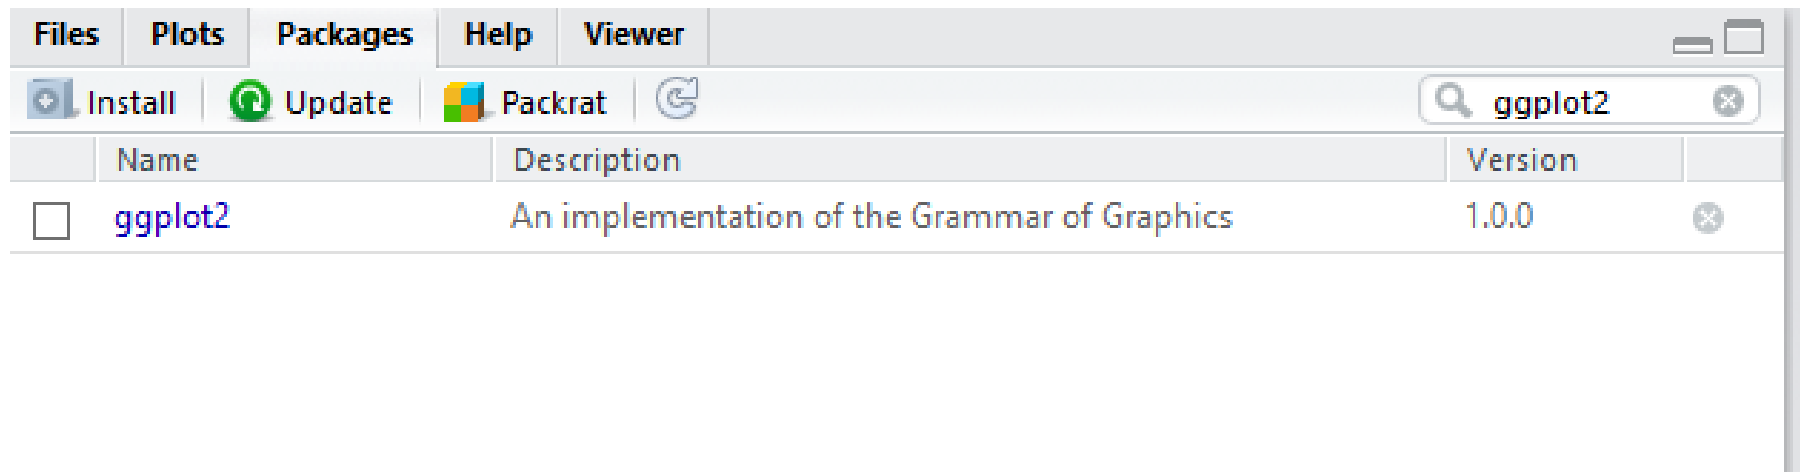 Files Plots Packages Help Viewer
Install Update Packrat ggplot2
Name Description Version
ggplot2 An implementation of the Grammar of Graphics 1.0.0